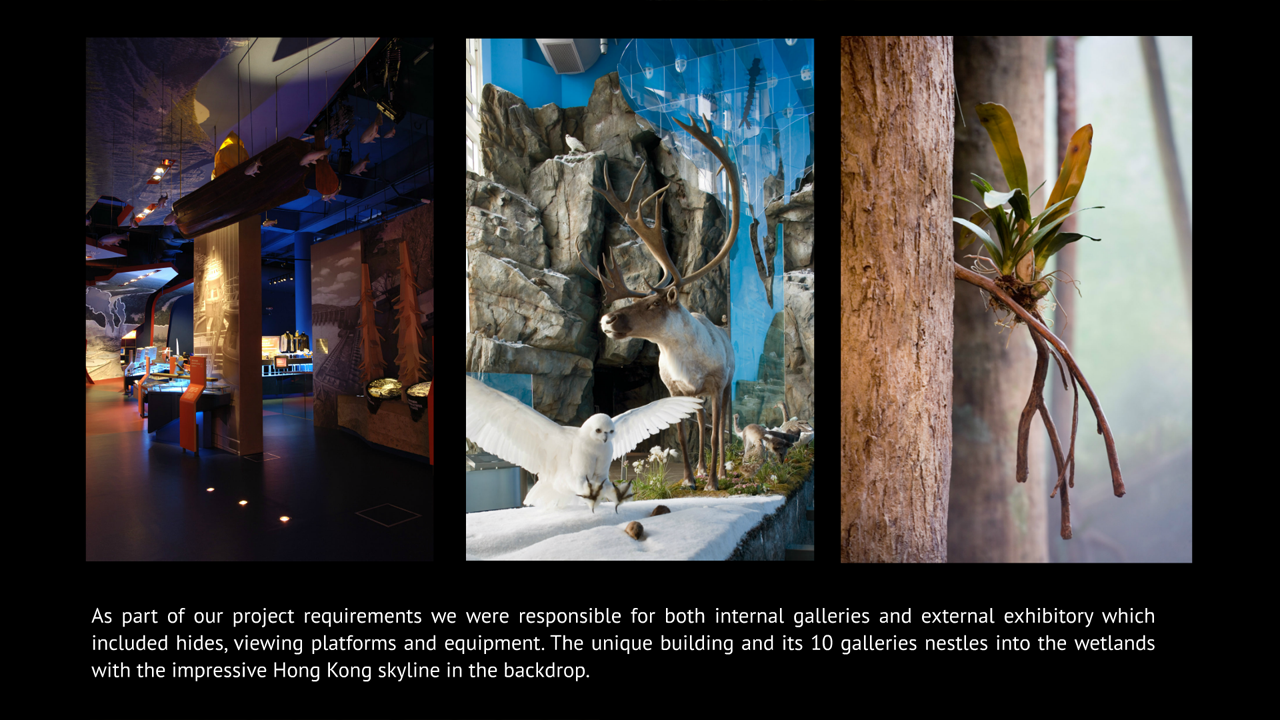 As part of our project requirements we were responsible for both internal galleries and external exhibitory which
included hides, viewing platforms and equipment. The unique building and its 10 galleries nestles into the wetlands
with the impressive Hong Kong skyline in the backdrop.